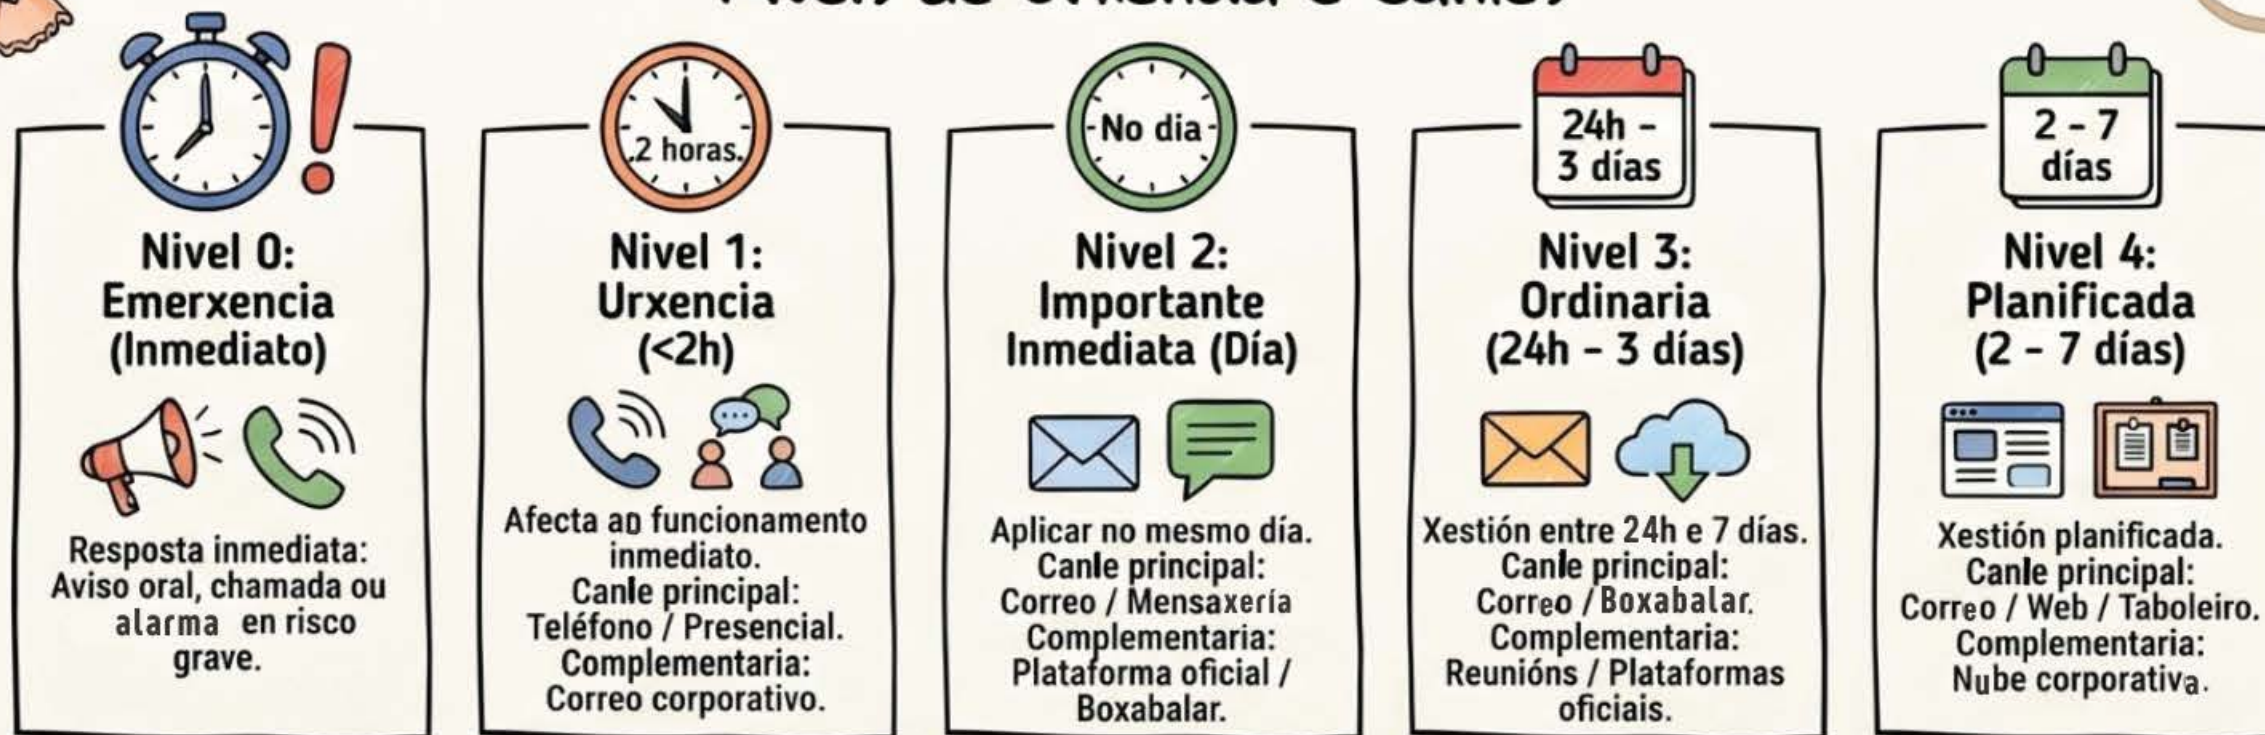 2 horas.
No dia
24h –
3 días
2 – 7
días
Nivel 0:
Emerxencia
(Inmediato)
Resposta inmediata:
Aviso oral, chamada ou
alarma en risco
grave.
Nivel 1:
Urxencia
(<2h)
Afecta ao funcionamento
inmediato.
Canle principal:
Teléfono / Presencial.
Complementaria:
Correo corporativo.
Nivel 2:
Importante
Inmediata (Día)
Aplicar no mesmo día.
Canle principal:
Correo / Mensaxería
Complementaria:
Plataforma oficial /
Boxabalar.
Nivel 3:
Ordinaria
(24h – 3 días)
Xestión entre 24h e 7 días.
Canle principal:
Correo / Boxabalar.
Complementaria:
Reunións / Plataformas
oficiais.
Nivel 4:
Planificada
(2 – 7 días)
Xestión planificada.
Canle principal:
Correo / Web / Taboleiro.
Complementaria:
Nube corporativa.